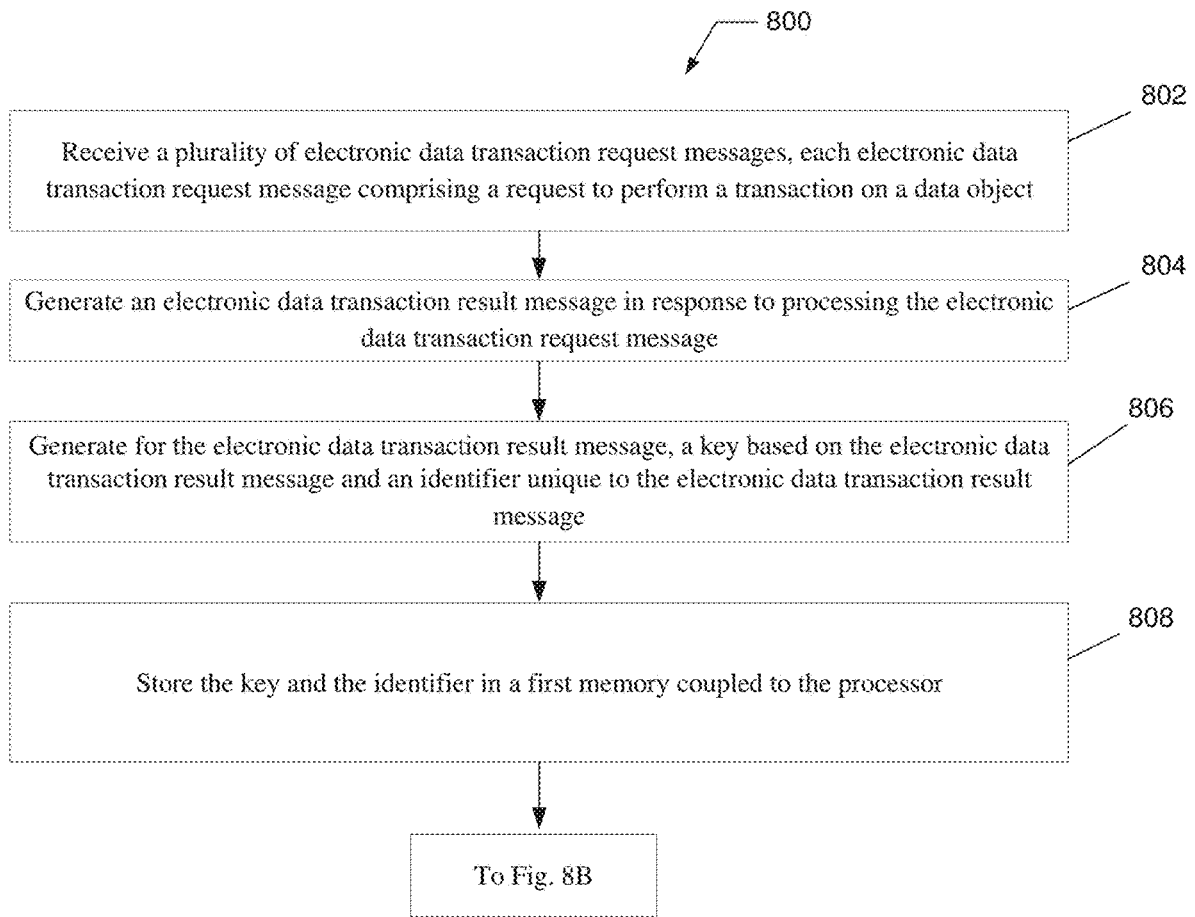 800
802
Receive a plurality of electronic data transaction request messages, each electronic data
transaction request message comprising a request to perform a transaction on a data object
804
Generate an electronic data transaction result message in response to processing the electronic
data transaction request message
806
Generate for the electronic data transaction result message, a key based on the electronic data
transaction result message and an identifier unique to the electronic data transaction result
message
808
Store the key and the identifier in a first memory coupled to the processor
To Fig. 8B